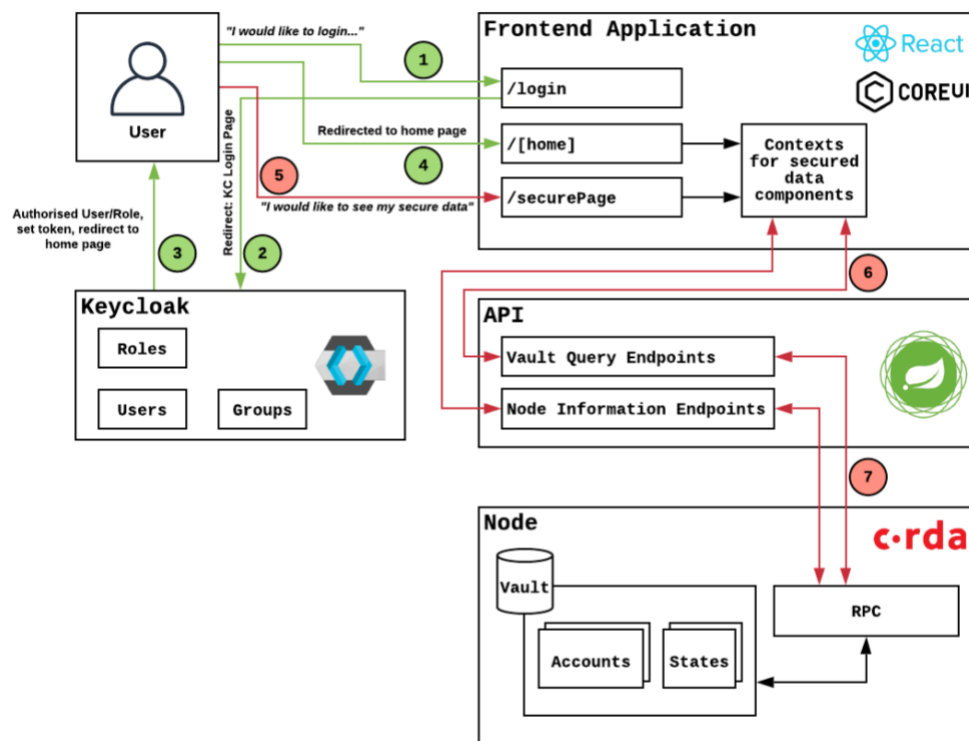 "I would like to login..."
User
1
Redirected to home page
4
5
"I would like to see my secure data"
Redirect: KC Login Page
Authorised User/Role,
set token, redirect to
home page
3
2
Frontend Application
React
COREUI
/login
/[home]
/securePage
Contexts
for secured
data
components
6
Keycloak
Roles
Users
Groups
API
Vault Query Endpoints
Node Information Endpoints
7
Node
c·rda
Vault
Accounts
States
RPC